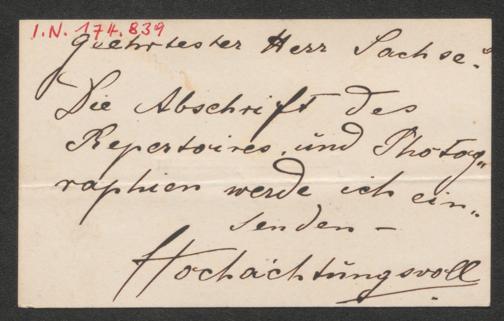 I.N. 174.839
Geehrtester Herr Sachse.
Die Abschrift des
Repertoires und Photog„
raphien werde ich ein„
senden –
Hochachtungsvoll